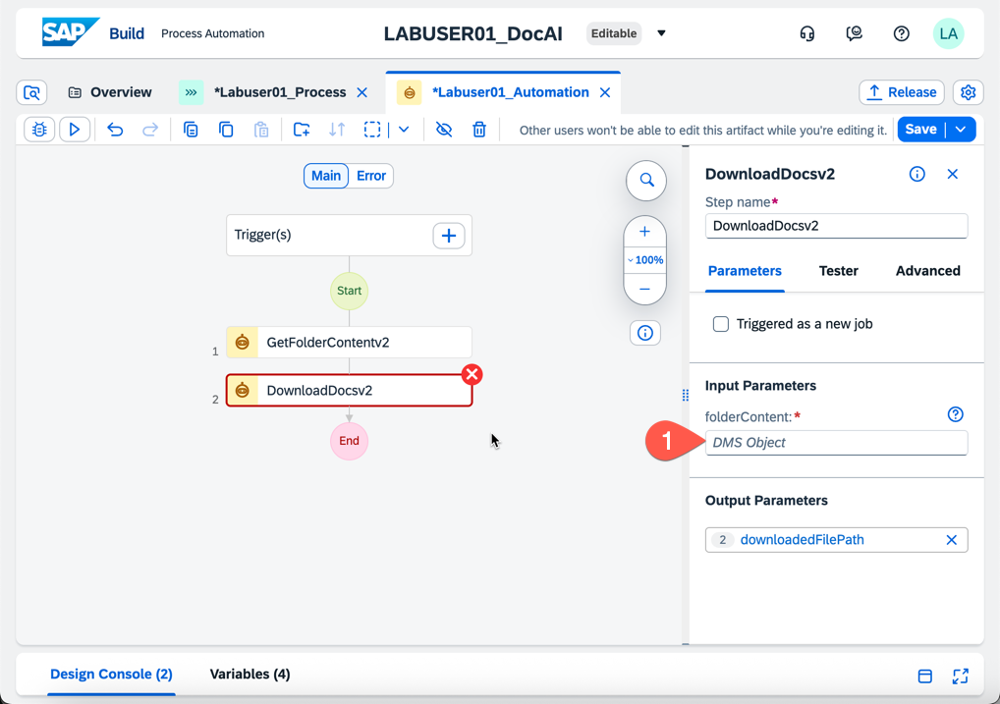 SAP Build Process Automation LABUSER01_DocAI Editable LA
Overview *Labuser01_Process *Labuser01_Automation Release
Other users won't be able to edit this artifact while you're editing it. Save
Main Error
Trigger(s)
Start
1 GetFolderContentv2
2 DownloadDocsv2
End
100%
DownloadDocsv2
Step name*
DownloadDocsv2
Parameters Tester Advanced
Triggered as a new job
Input Parameters
folderContent:*
1 DMS Object
Output Parameters
2 downloadedFilePath
Design Console (2) Variables (4)